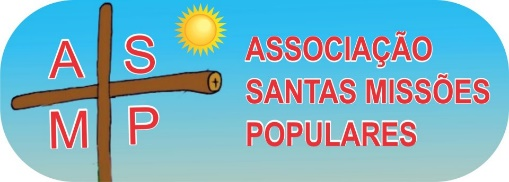 A S
M P
ASSOCIAÇÃO
SANTAS MISSÕES
POPULARES